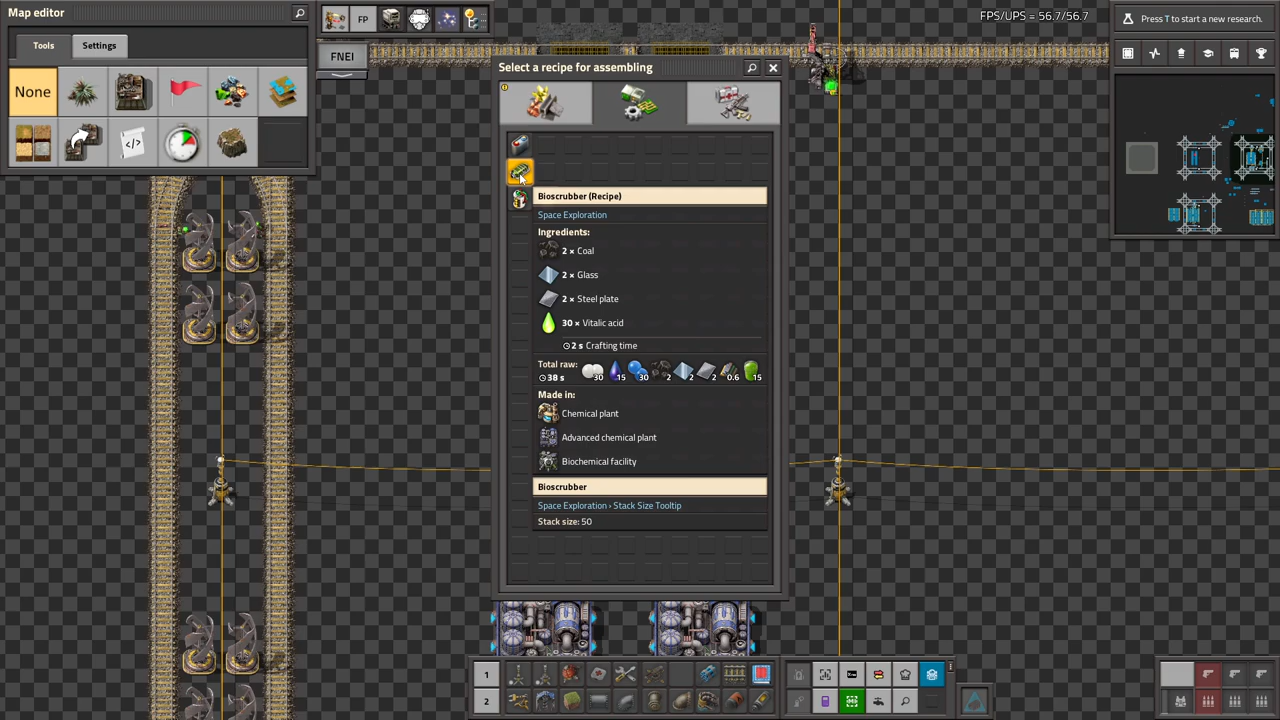 Map editor
Tools
Settings
None
FP
FNEI
FPS/UPS = 56.7/56.7
Press T to start a new research.
Select a recipe for assembling
Bioscrubber (Recipe)
Space Exploration
Ingredients:
2 × Coal
2 × Glass
2 × Steel plate
30 × Vitalic acid
2 s Crafting time
Total raw:
38 s
30
15
30
2
2
2
0.6
15
Made in:
Chemical plant
Advanced chemical plant
Biochemical facility
Bioscrubber
Space Exploration › Stack Size Tooltip
Stack size: 50
1
2